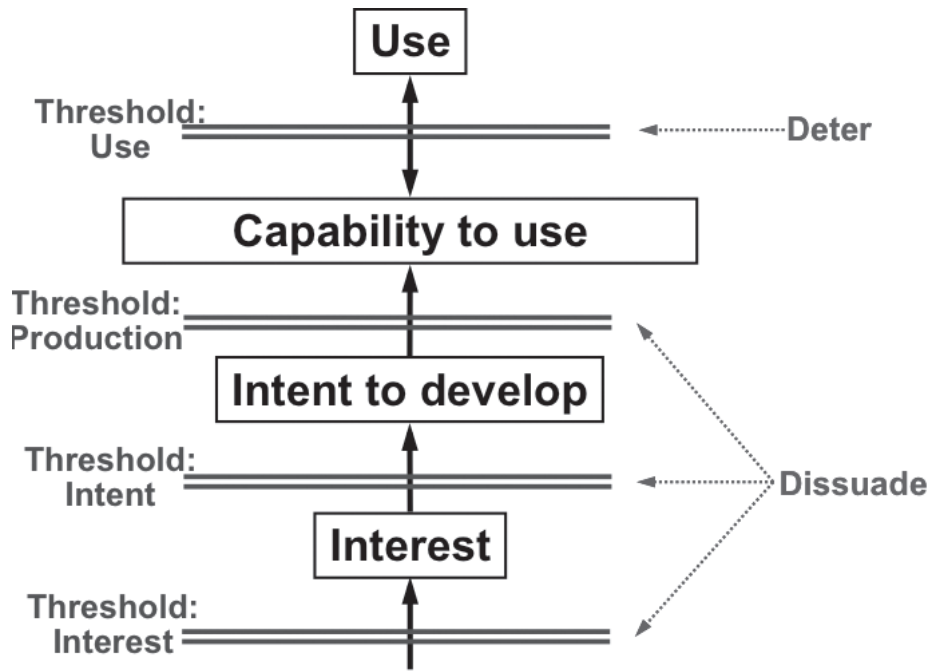 Use
Threshold:
Use
Deter
Capability to use
Threshold:
Production
Intent to develop
Threshold:
Intent
Dissuade
Interest
Threshold:
Interest